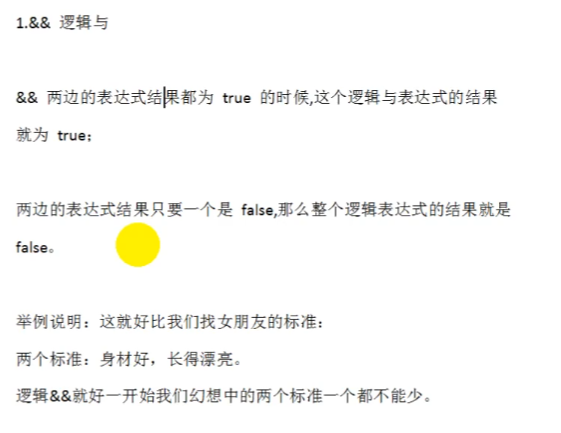 1.&& 逻辑与
&& 两边的表达式结果都为 true 的时候,这个逻辑与表达式的结果
就为 true;
两边的表达式结果只要一个是 false,那么整个逻辑表达式的结果就是
false。
举例说明：这就好比我们找女朋友的标准：
两个标准：身材好，长得漂亮。
逻辑&&就好一开始我们幻想中的两个标准一个都不能少。